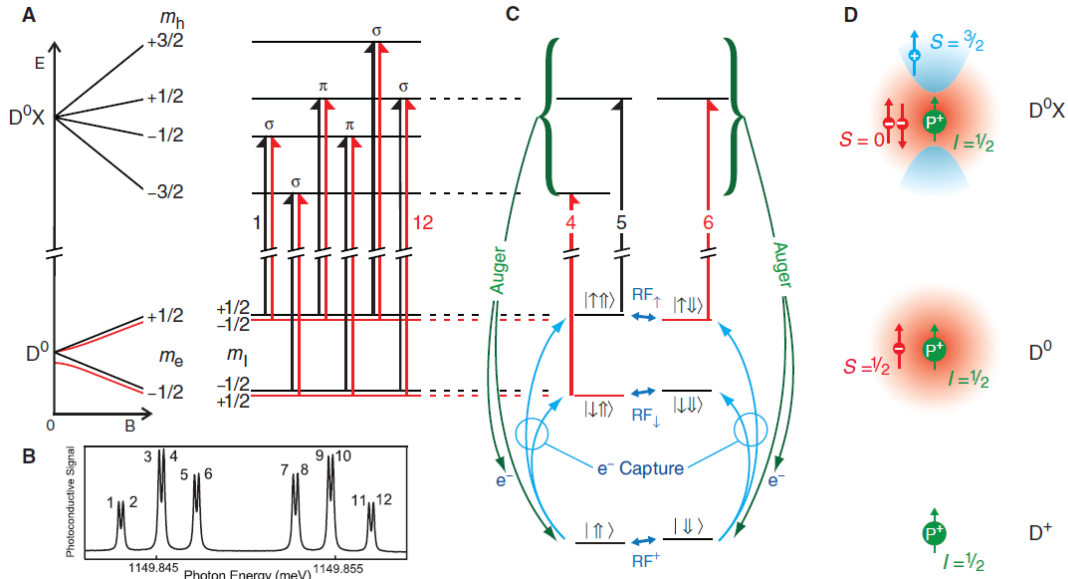 A
m_h
E
+3/2
+1/2
−1/2
−3/2
D⁰X
D⁰
+1/2
−1/2
m_e
0
B
σ σ π π σ σ
1
12
+1/2
−1/2
m_I
−1/2
+1/2
B
Photoconductive Signal
1 2 3 4 5 6 7 8 9 10 11 12
1149.845
1149.855
Photon Energy (meV)
C
4
5
6
Auger
Auger
|↑⇑⟩
RF↑
|↑⇓⟩
|↓⇑⟩
RF↓
|↓⇓⟩
e⁻ Capture
e⁻
e⁻
|⇑⟩
RF⁺
|⇓⟩
D
S = 3/2
+
D⁰X
− −
P⁺
S = 0
I = 1/2
−
P⁺
D⁰
S = 1/2
I = 1/2
P⁺
D⁺
I = 1/2